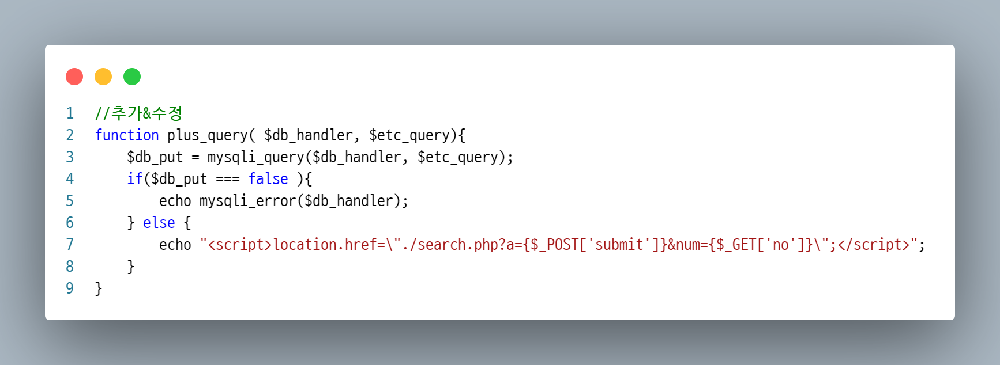 1 //추가&수정
2 function plus_query( $db_handler, $etc_query){
3     $db_put = mysqli_query($db_handler, $etc_query);
4     if($db_put === false ){
5         echo mysqli_error($db_handler);
6     } else {
7         echo "<script>location.href=\"./search.php?a={$_POST['submit']}&num={$_GET['no']}\";</script>";
8     }
9 }